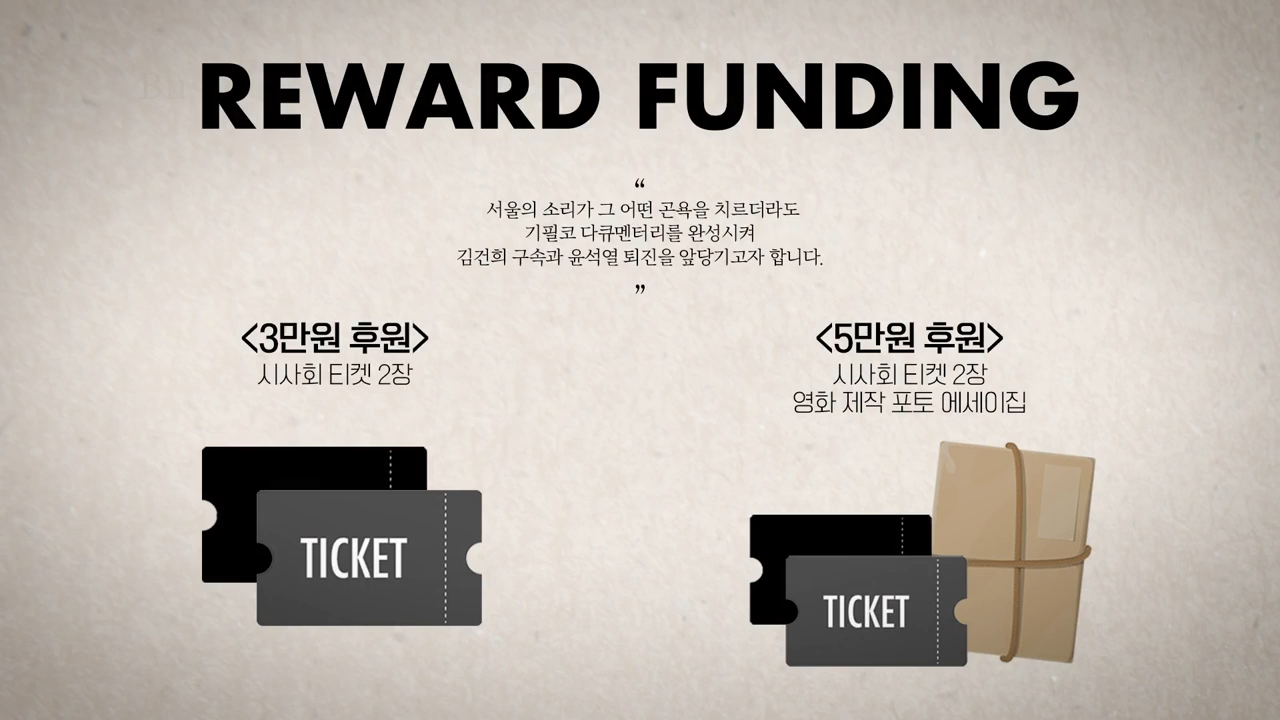 REWARD FUNDING
“
서울의 소리가 그 어떤 곤욕을 치르더라도
기필코 다큐멘터리를 완성시켜
김건희 구속과 윤석열 퇴진을 앞당기고자 합니다.
”
<3만원 후원>
시사회 티켓 2장
<5만원 후원>
시사회 티켓 2장
영화 제작 포토 에세이집
TICKET
TICKET